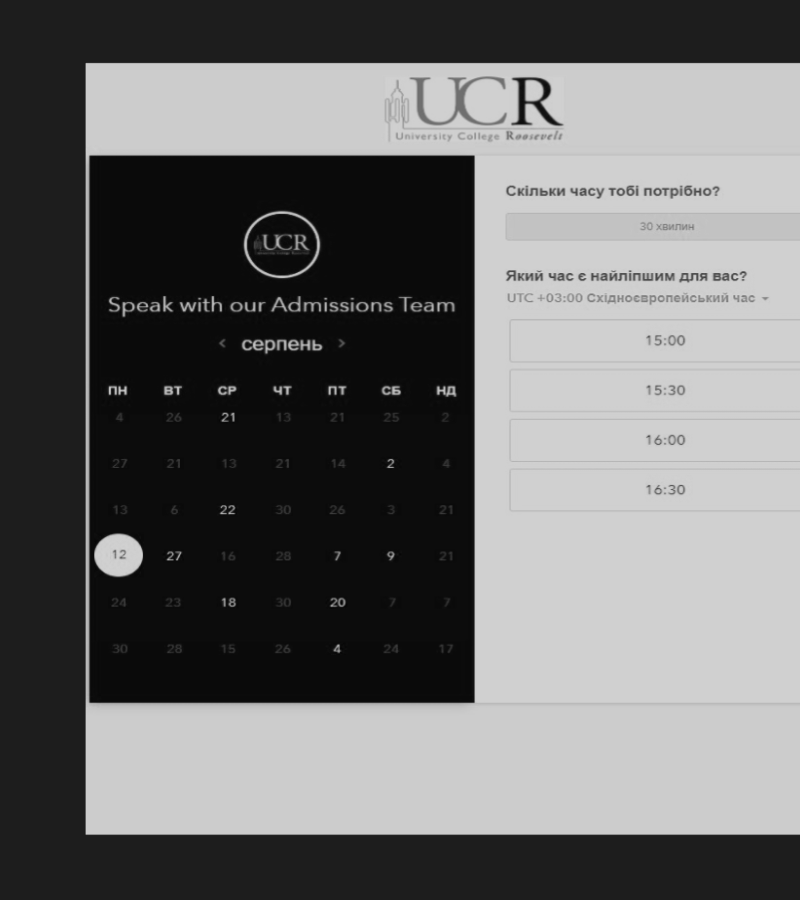 UCR
University College Roosevelt
UCR
Speak with our Admissions Team
< серпень >
ПН ВТ СР ЧТ ПТ СБ НД
4 26 21 13 21 25 2
27 21 13 21 14 2 4
13 6 22 30 26 3 21
12 27 16 28 7 9 21
24 23 18 30 20 7 7
30 28 15 26 4 24 17
Скільки часу тобі потрібно?
30 хвилин
Який час є найліпшим для вас?
UTC +03:00 Східноєвропейський час
15:00
15:30
16:00
16:30